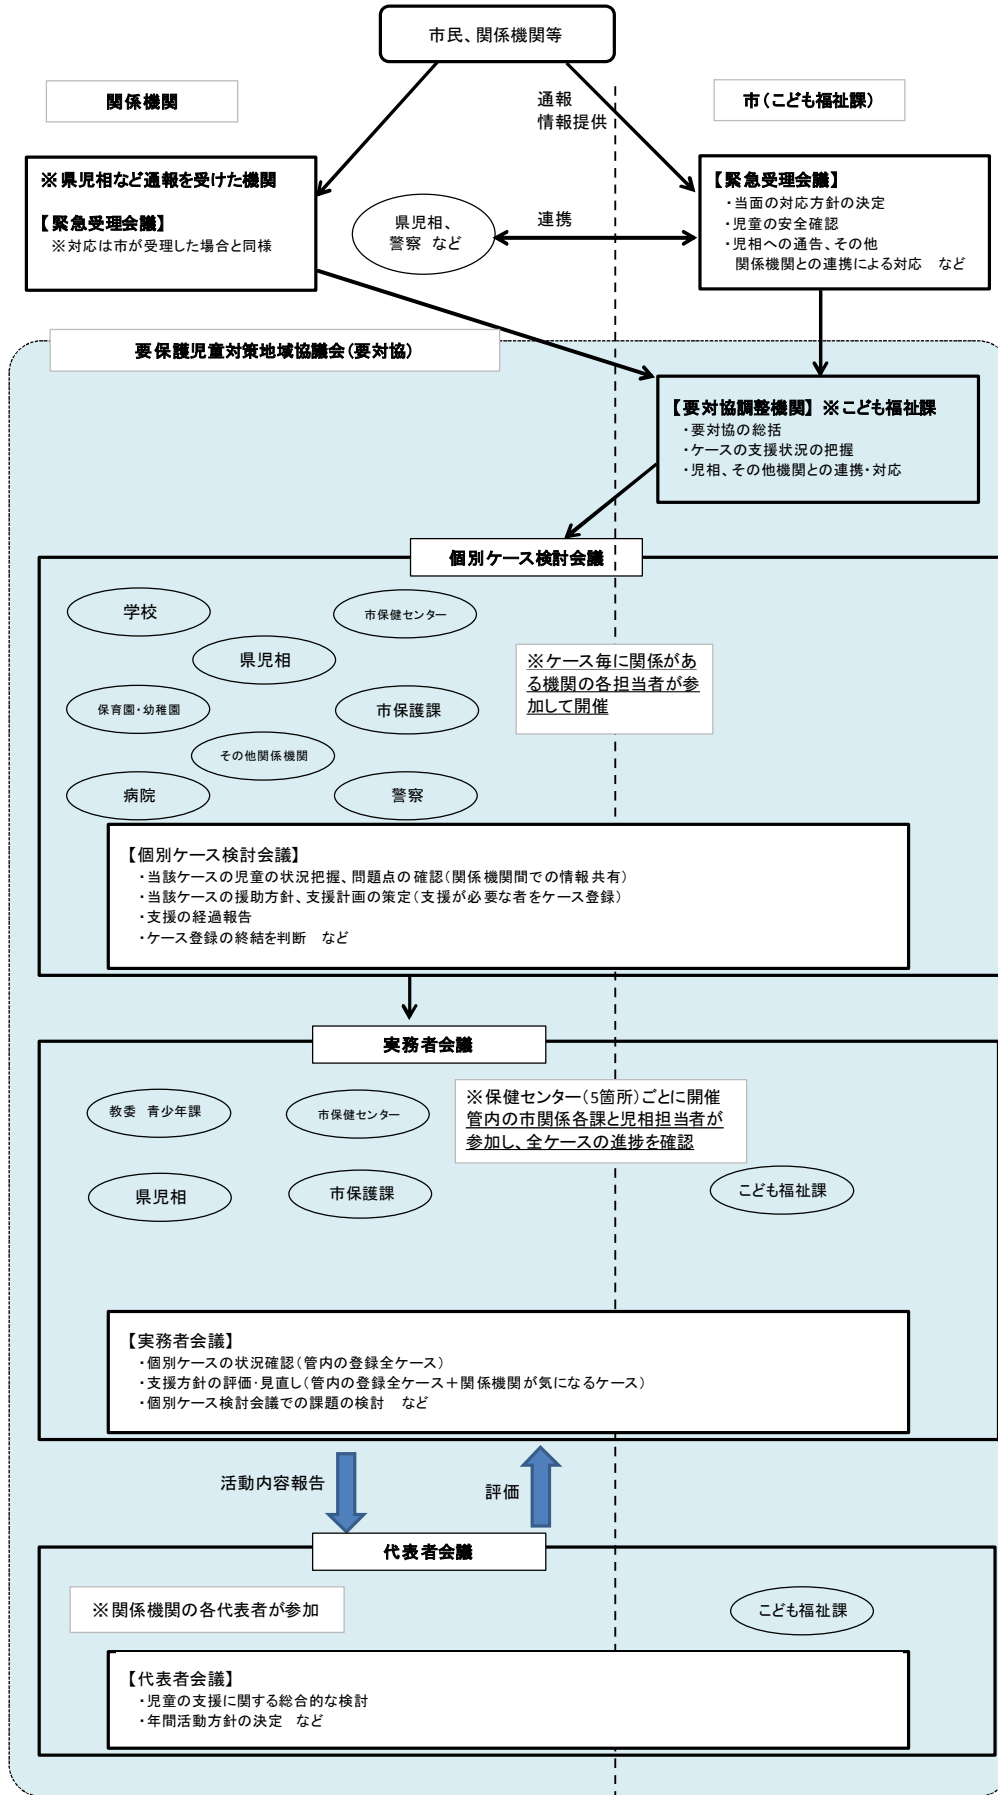 市民、関係機関等
関係機関
通報
情報提供
市(こども福祉課)
※県児相など通報を受けた機関
【緊急受理会議】
※対応は市が受理した場合と同様
県児相、
警察 など
連携
【緊急受理会議】
・当面の対応方針の決定
・児童の安全確認
・児相への通告、その他
関係機関との連携による対応 など
要保護児童対策地域協議会(要対協)
【要対協調整機関】 ※こども福祉課
・要対協の総括
・ケースの支援状況の把握
・児相、その他機関との連携・対応
個別ケース検討会議
学校
市保健センター
県児相
保育園・幼稚園
市保護課
その他関係機関
病院
警察
※ケース毎に関係があ
る機関の各担当者が参
加して開催
【個別ケース検討会議】
・当該ケースの児童の状況把握、問題点の確認(関係機関間での情報共有)
・当該ケースの援助方針、支援計画の策定(支援が必要な者をケース登録)
・支援の経過報告
・ケース登録の終結を判断 など
実務者会議
教委 青少年課
市保健センター
※保健センター(5箇所)ごとに開催
管内の市関係各課と児相担当者が
参加し、全ケースの進捗を確認
県児相
市保護課
こども福祉課
【実務者会議】
・個別ケースの状況確認(管内の登録全ケース)
・支援方針の評価・見直し(管内の登録全ケース+関係機関が気になるケース)
・個別ケース検討会議での課題の検討 など
活動内容報告
評価
代表者会議
※関係機関の各代表者が参加
こども福祉課
【代表者会議】
・児童の支援に関する総合的な検討
・年間活動方針の決定 など